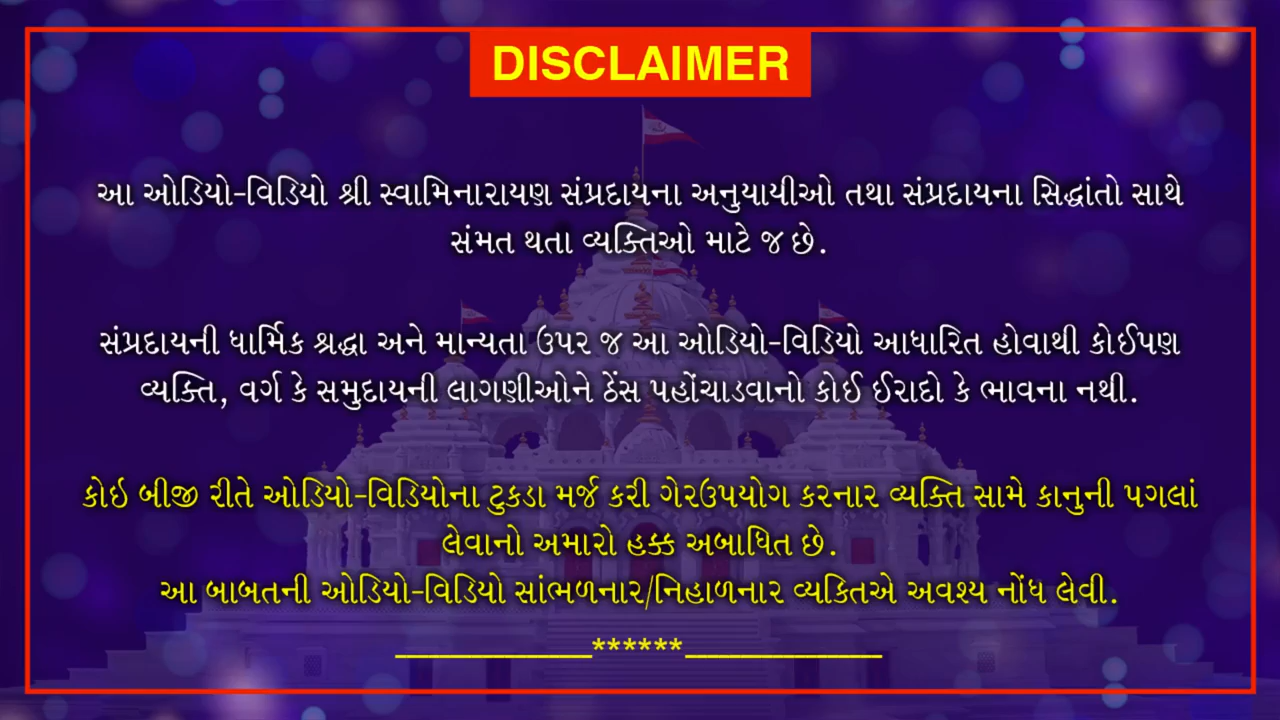 DISCLAIMER
આ ઓડિયો-વિડિયો શ્રી સ્વામિનારાયણ સંપ્રદાયના અનુયાયીઓ તથા સંપ્રદાયના સિદ્ધાંતો સાથે
સંમત થતા વ્યક્તિઓ માટે જ છે.
સંપ્રદાયની ધાર્મિક શ્રદ્ધા અને માન્યતા ઉપર જ આ ઓડિયો-વિડિયો આધારિત હોવાથી કોઈપણ
વ્યક્તિ, વર્ગ કે સમુદાયની લાગણીઓને ઠેંસ પહોંચાડવાનો કોઈ ઈરાદો કે ભાવના નથી.
કોઇ બીજી રીતે ઓડિયો-વિડિયોના ટુકડા મર્જ કરી ગેરઉપયોગ કરનાર વ્યક્તિ સામે કાનુની પગલાં
લેવાનો અમારો હક્ક અબાધિત છે.
આ બાબતની ઓડિયો-વિડિયો સાંભળનાર/નિહાળનાર વ્યકિતએ અવશ્ય નોંધ લેવી.
______________******______________